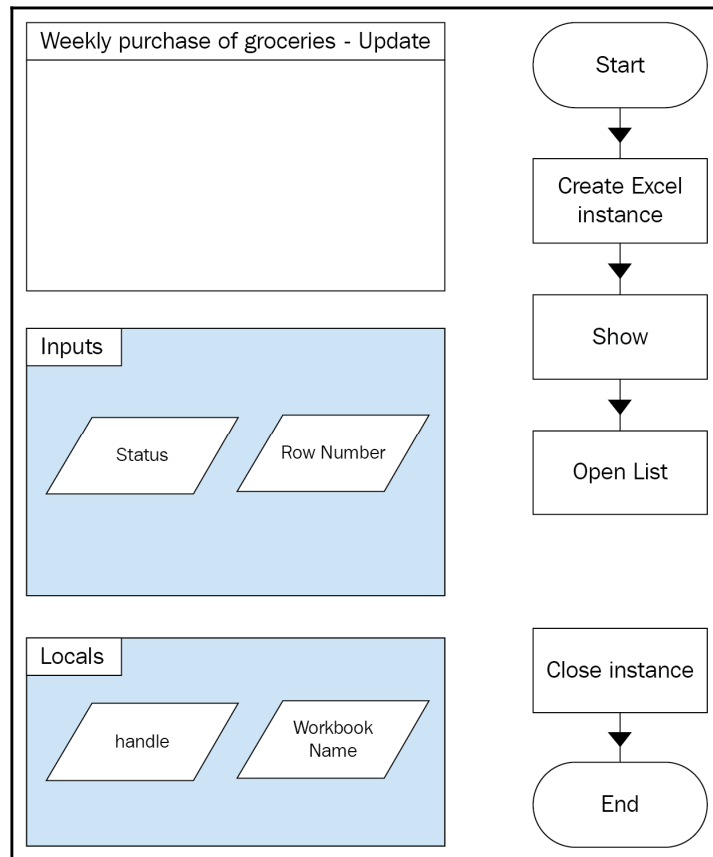 Weekly purchase of groceries - Update
Inputs
Status
Row Number
Locals
handle
Workbook
Name
Start
Create Excel
instance
Show
Open List
Close instance
End